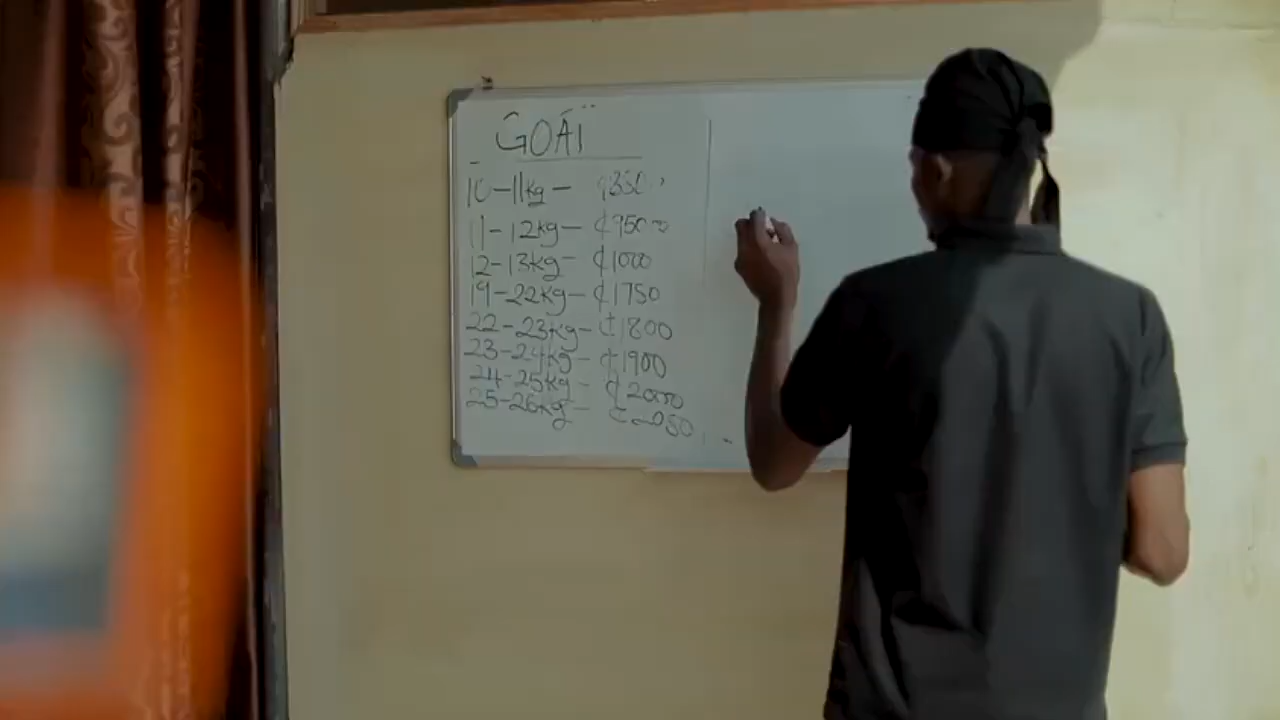 GOAT
10-11kg- ¢850
11-12kg- ¢950
12-13kg- ¢1000
19-22kg- ¢1750
22-23kg- ¢1800
23-24kg- ¢1900
24-25kg- ¢2000
25-26kg- ¢2050